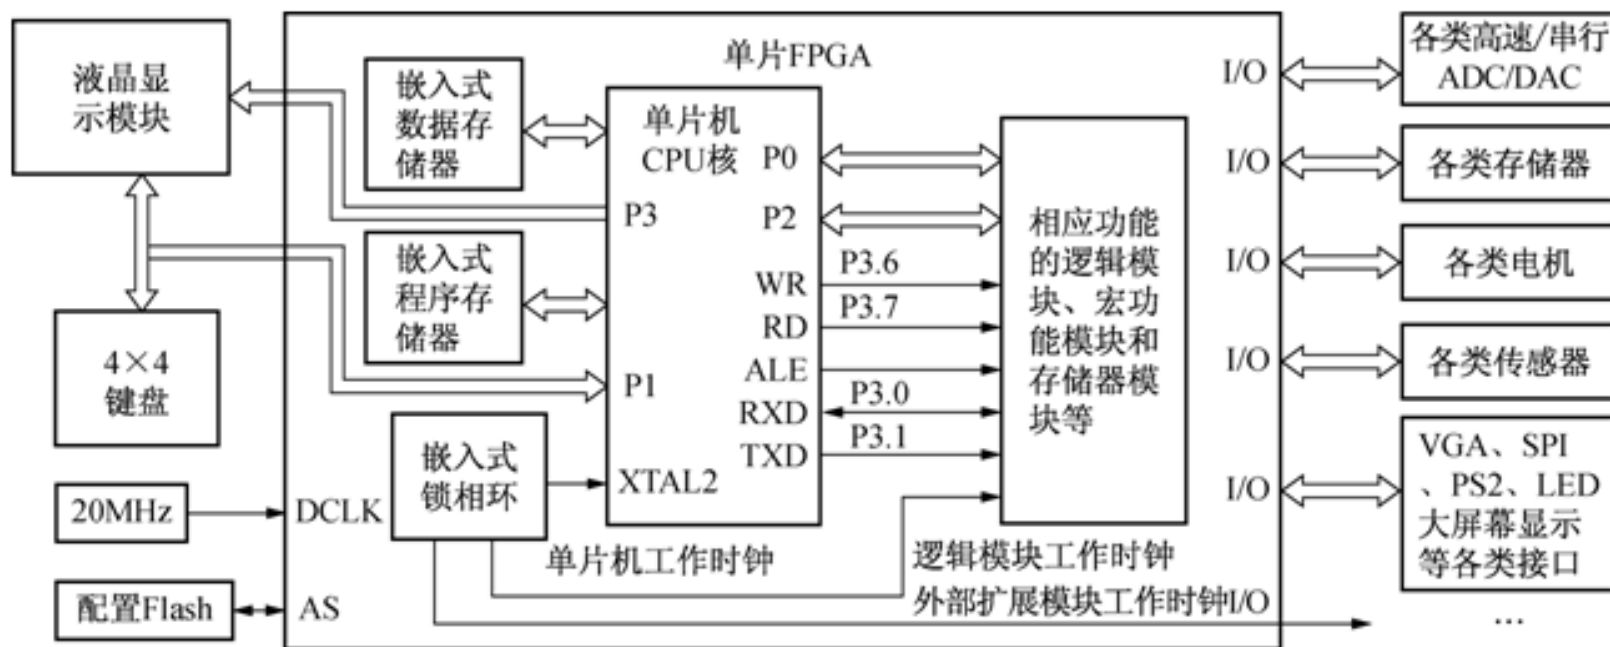 液晶显
示模块
4×4
键盘
20MHz
配置Flash
单片FPGA
嵌入式
数据存
储器
嵌入式
程序存
储器
嵌入式
锁相环
DCLK
AS
单片机
CPU核
P0
P3
P2
WR
RD
ALE
P1
RXD
TXD
XTAL2
P3.6
P3.7
P3.0
P3.1
相应功能
的逻辑模
块、宏功
能模块和
存储器模
块等
单片机工作时钟
逻辑模块工作时钟
外部扩展模块工作时钟I/O
I/O
I/O
I/O
I/O
I/O
各类高速/串行
ADC/DAC
各类存储器
各类电机
各类传感器
VGA、SPI
、PS2、LED
大屏幕显示
等各类接口
…